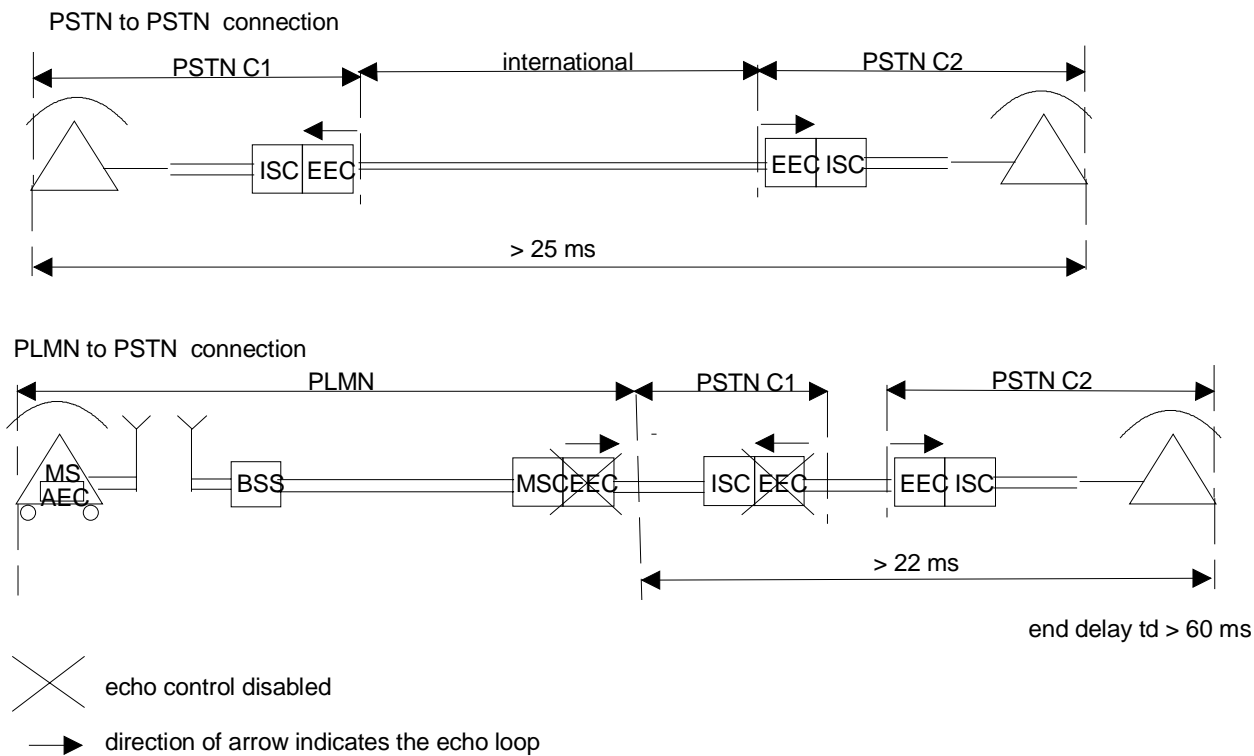 PSTN to PSTN connection
PSTN C1
international
PSTN C2
ISC EEC
EEC ISC
> 25 ms
PLMN to PSTN connection
PLMN
PSTN C1
PSTN C2
MS
AEC
BSS
MSC EEC
ISC EEC
EEC ISC
> 22 ms
end delay td > 60 ms
echo control disabled
direction of arrow indicates the echo loop